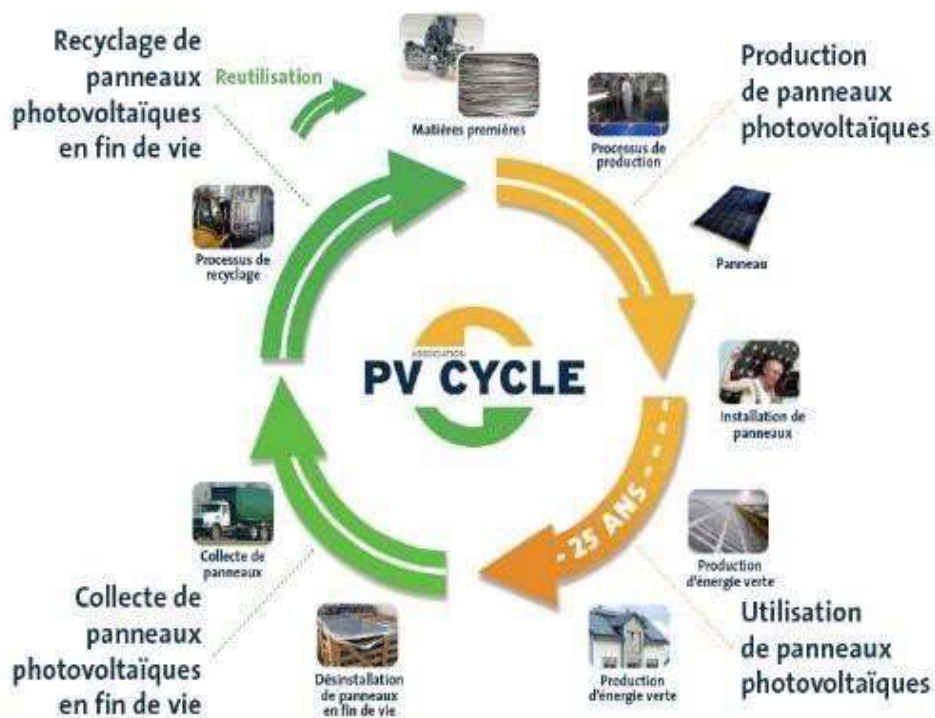 Recyclage de
panneaux
photovoltaïques
en fin de vie
Reutilisation
Matières premières
Processus de
production
Production
de panneaux
photovoltaïques
Processus de
recyclage
Panneau
ASSOCIATION
PV CYCLE
Installation de
panneaux
- 25 ANS -
Collecte de
panneaux
Production
d'énergie verte
Collecte de
panneaux
photovoltaïques
en fin de vie
Désinstallation
de panneaux
en fin de vie
Production
d'énergie verte
Utilisation
de panneaux
photovoltaïques